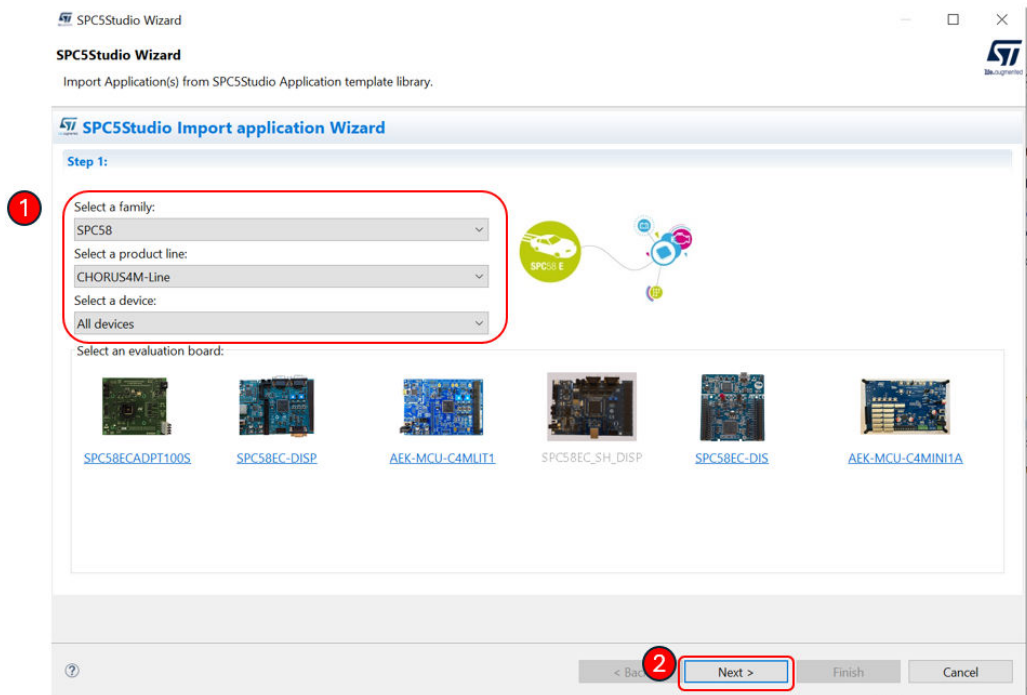 SPC5Studio Wizard
SPC5Studio Wizard
Import Application(s) from SPC5Studio Application template library.
SPC5Studio Import application Wizard
Step 1:
1
Select a family:
SPC58
Select a product line:
CHORUS4M-Line
Select a device:
All devices
SPC58 E
Select an evaluation board:
SPC58ECADPT100S
SPC58EC-DISP
AEK-MCU-C4MLIT1
SPC58EC_SH_DISP
SPC58EC-DIS
AEK-MCU-C4MINI1A
< Bac
2
Next >
Finish
Cancel